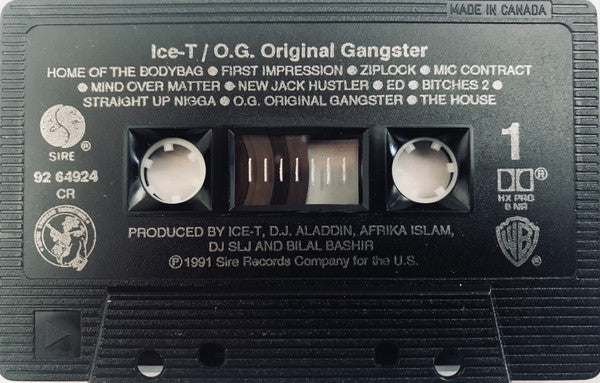 MADE IN CANADA
Ice-T / O.G. Original Gangster
HOME OF THE BODYBAG ● FIRST IMPRESSION ● ZIPLOCK ● MIC CONTRACT
● MIND OVER MATTER ● NEW JACK HUSTLER ● ED ● BITCHES 2 ●
STRAIGHT UP NIGGA ● O.G. ORIGINAL GANGSTER ● THE HOUSE
SIRE ®
92 64924
CR
1
HX PRO
B NR
PRODUCED BY ICE-T, D.J. ALADDIN, AFRIKA ISLAM,
DJ SLJ AND BILAL BASHIR
℗ 1991 Sire Records Company for the U.S.
WB
®